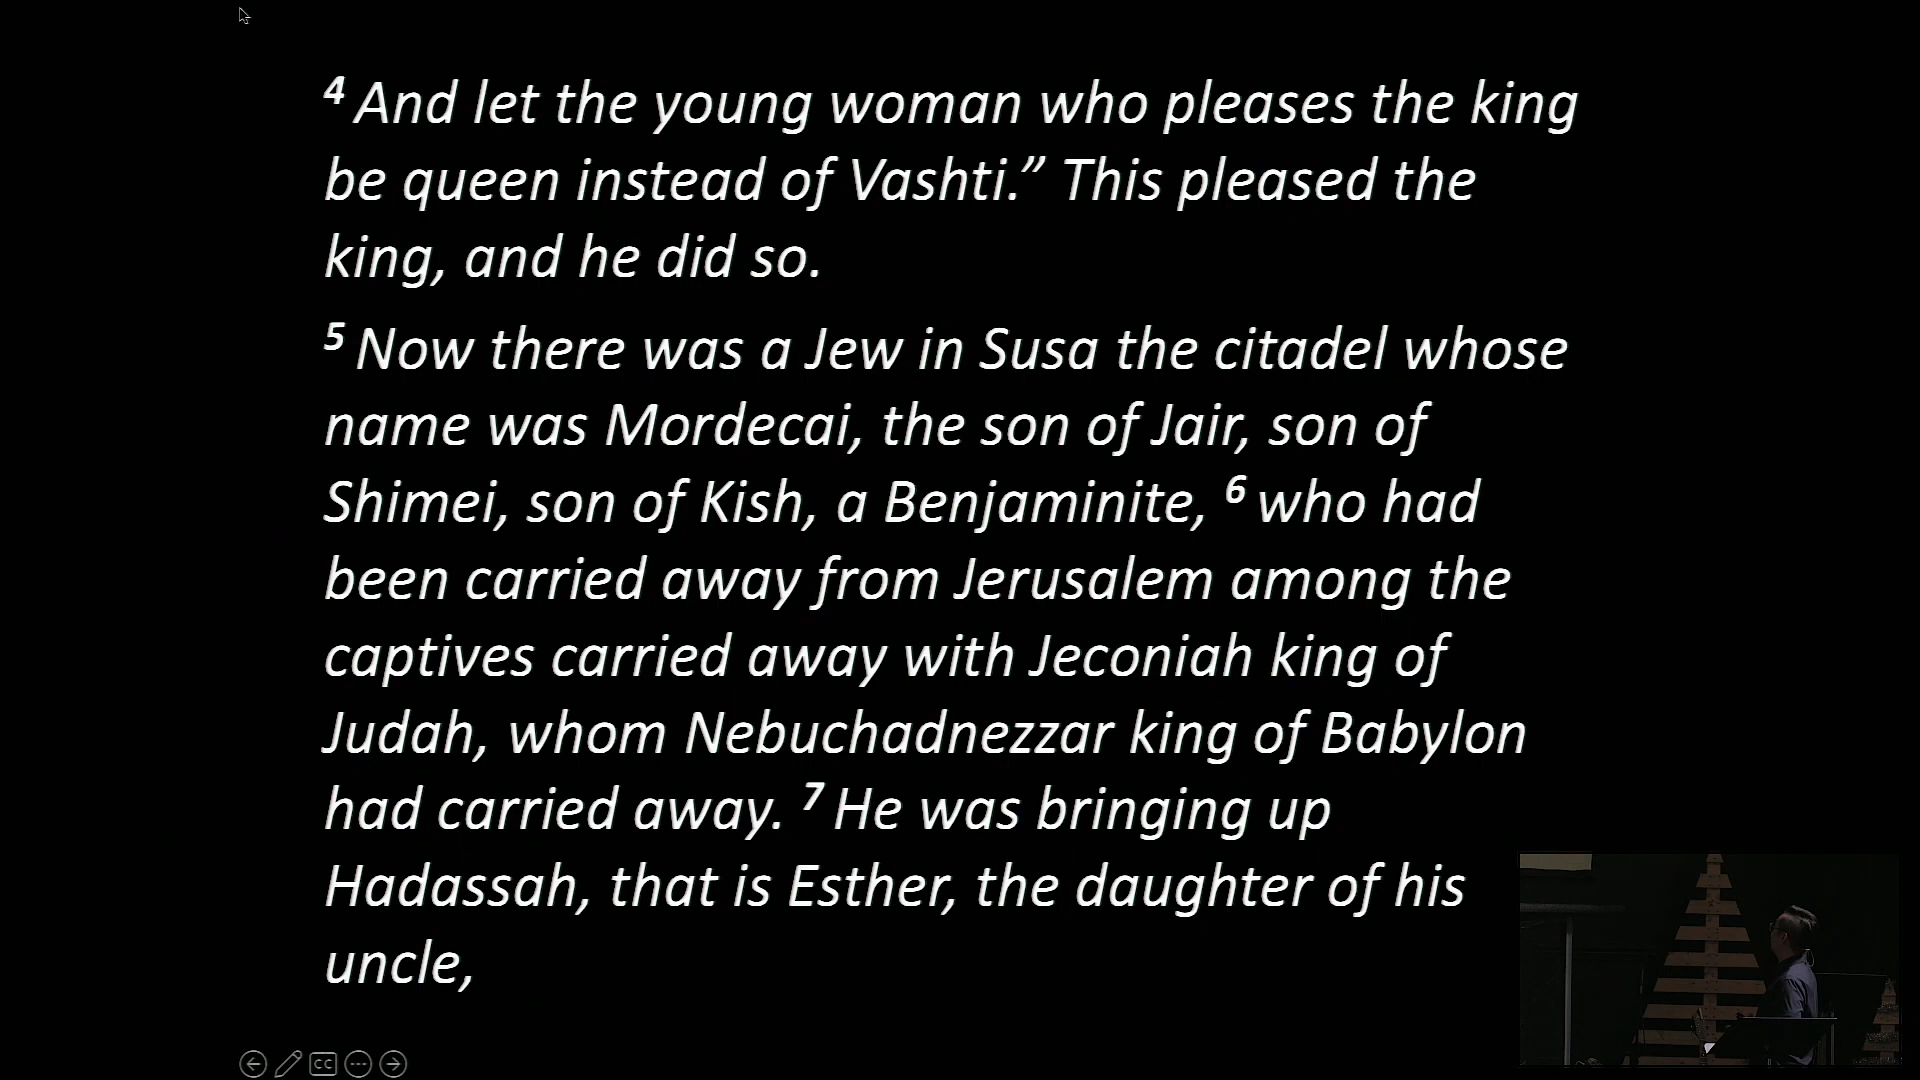 4 And let the young woman who pleases the king
be queen instead of Vashti.” This pleased the
king, and he did so.
5 Now there was a Jew in Susa the citadel whose
name was Mordecai, the son of Jair, son of
Shimei, son of Kish, a Benjaminite, 6 who had
been carried away from Jerusalem among the
captives carried away with Jeconiah king of
Judah, whom Nebuchadnezzar king of Babylon
had carried away. 7 He was bringing up
Hadassah, that is Esther, the daughter of his
uncle,
CC